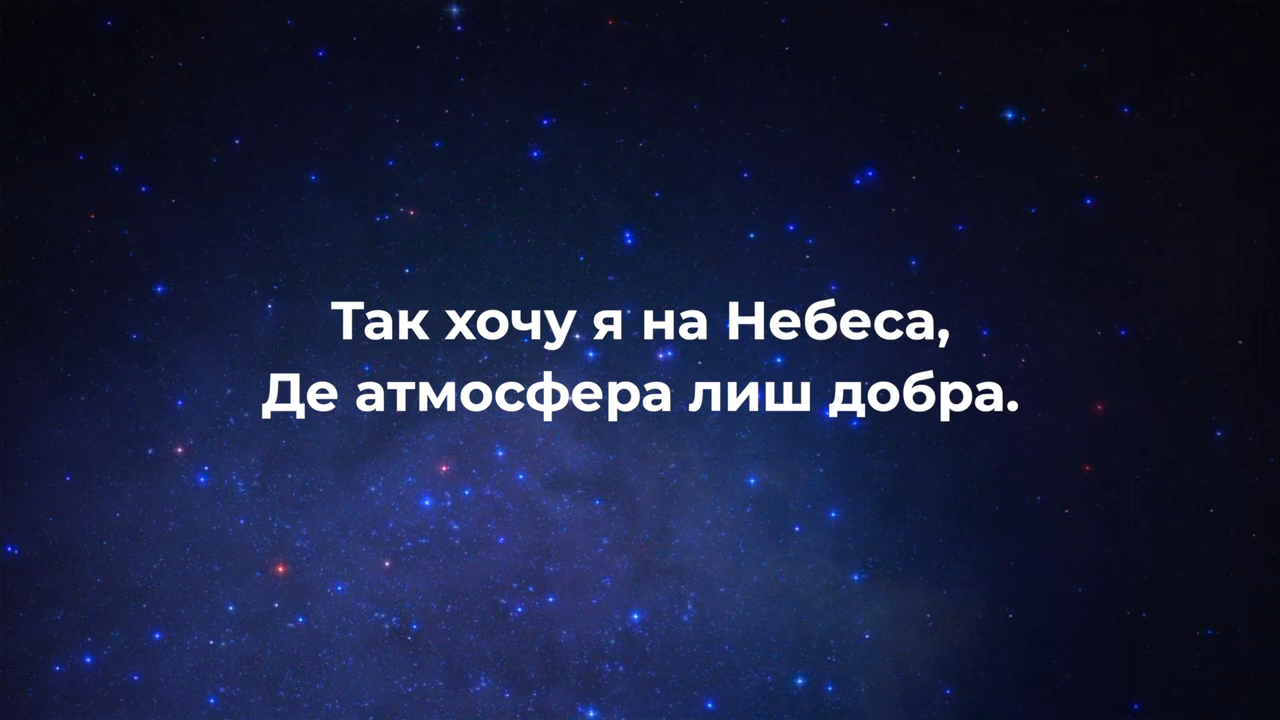 Так хочу я на Небеса,
Де атмосфера лиш добра.